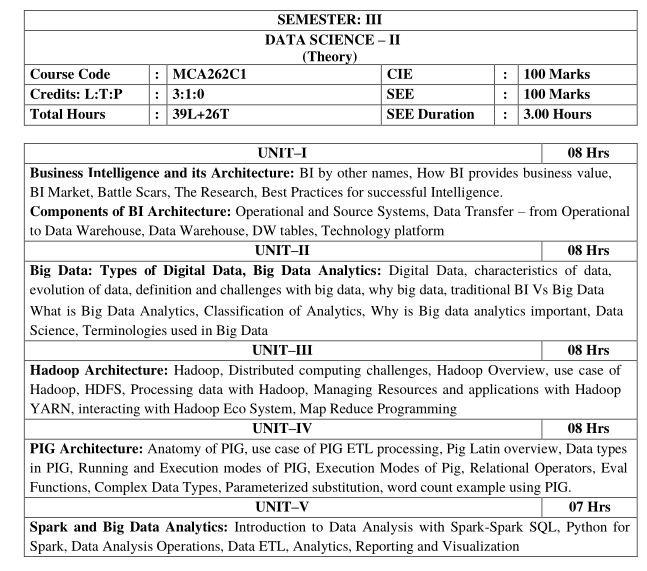 SEMESTER: III
DATA SCIENCE – II
(Theory)
Course Code : MCA262C1 CIE : 100 Marks
Credits: L:T:P : 3:1:0 SEE : 100 Marks
Total Hours : 39L+26T SEE Duration : 3.00 Hours
UNIT–I 08 Hrs
Business Intelligence and its Architecture: BI by other names, How BI provides business value,
BI Market, Battle Scars, The Research, Best Practices for successful Intelligence.
Components of BI Architecture: Operational and Source Systems, Data Transfer – from Operational
to Data Warehouse, Data Warehouse, DW tables, Technology platform
UNIT–II 08 Hrs
Big Data: Types of Digital Data, Big Data Analytics: Digital Data, characteristics of data,
evolution of data, definition and challenges with big data, why big data, traditional BI Vs Big Data
What is Big Data Analytics, Classification of Analytics, Why is Big data analytics important, Data
Science, Terminologies used in Big Data
UNIT–III 08 Hrs
Hadoop Architecture: Hadoop, Distributed computing challenges, Hadoop Overview, use case of
Hadoop, HDFS, Processing data with Hadoop, Managing Resources and applications with Hadoop
YARN, interacting with Hadoop Eco System, Map Reduce Programming
UNIT–IV 08 Hrs
PIG Architecture: Anatomy of PIG, use case of PIG ETL processing, Pig Latin overview, Data types
in PIG, Running and Execution modes of PIG, Execution Modes of Pig, Relational Operators, Eval
Functions, Complex Data Types, Parameterized substitution, word count example using PIG.
UNIT–V 07 Hrs
Spark and Big Data Analytics: Introduction to Data Analysis with Spark-Spark SQL, Python for
Spark, Data Analysis Operations, Data ETL, Analytics, Reporting and Visualization